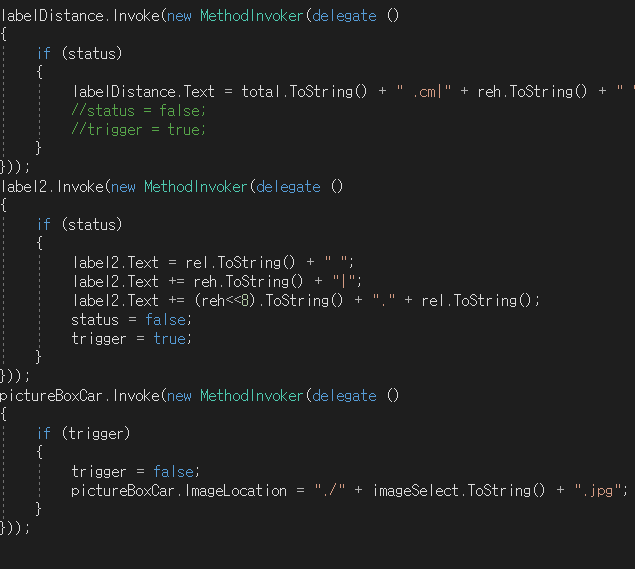 labelDistance.Invoke(new MethodInvoker(delegate ()
{
if (status)
{
labelDistance.Text = total.ToString() + " .cm|" + reh.ToString() + " "
//status = false;
//trigger = true;
}
}));
label2.Invoke(new MethodInvoker(delegate ()
{
if (status)
{
label2.Text = rel.ToString() + " ";
label2.Text += reh.ToString() + "|";
label2.Text += (reh<<8).ToString() + "." + rel.ToString();
status = false;
trigger = true;
}
}));
pictureBoxCar.Invoke(new MethodInvoker(delegate ()
{
if (trigger)
{
trigger = false;
pictureBoxCar.ImageLocation = "./" + imageSelect.ToString() + ".jpg";
}
}));